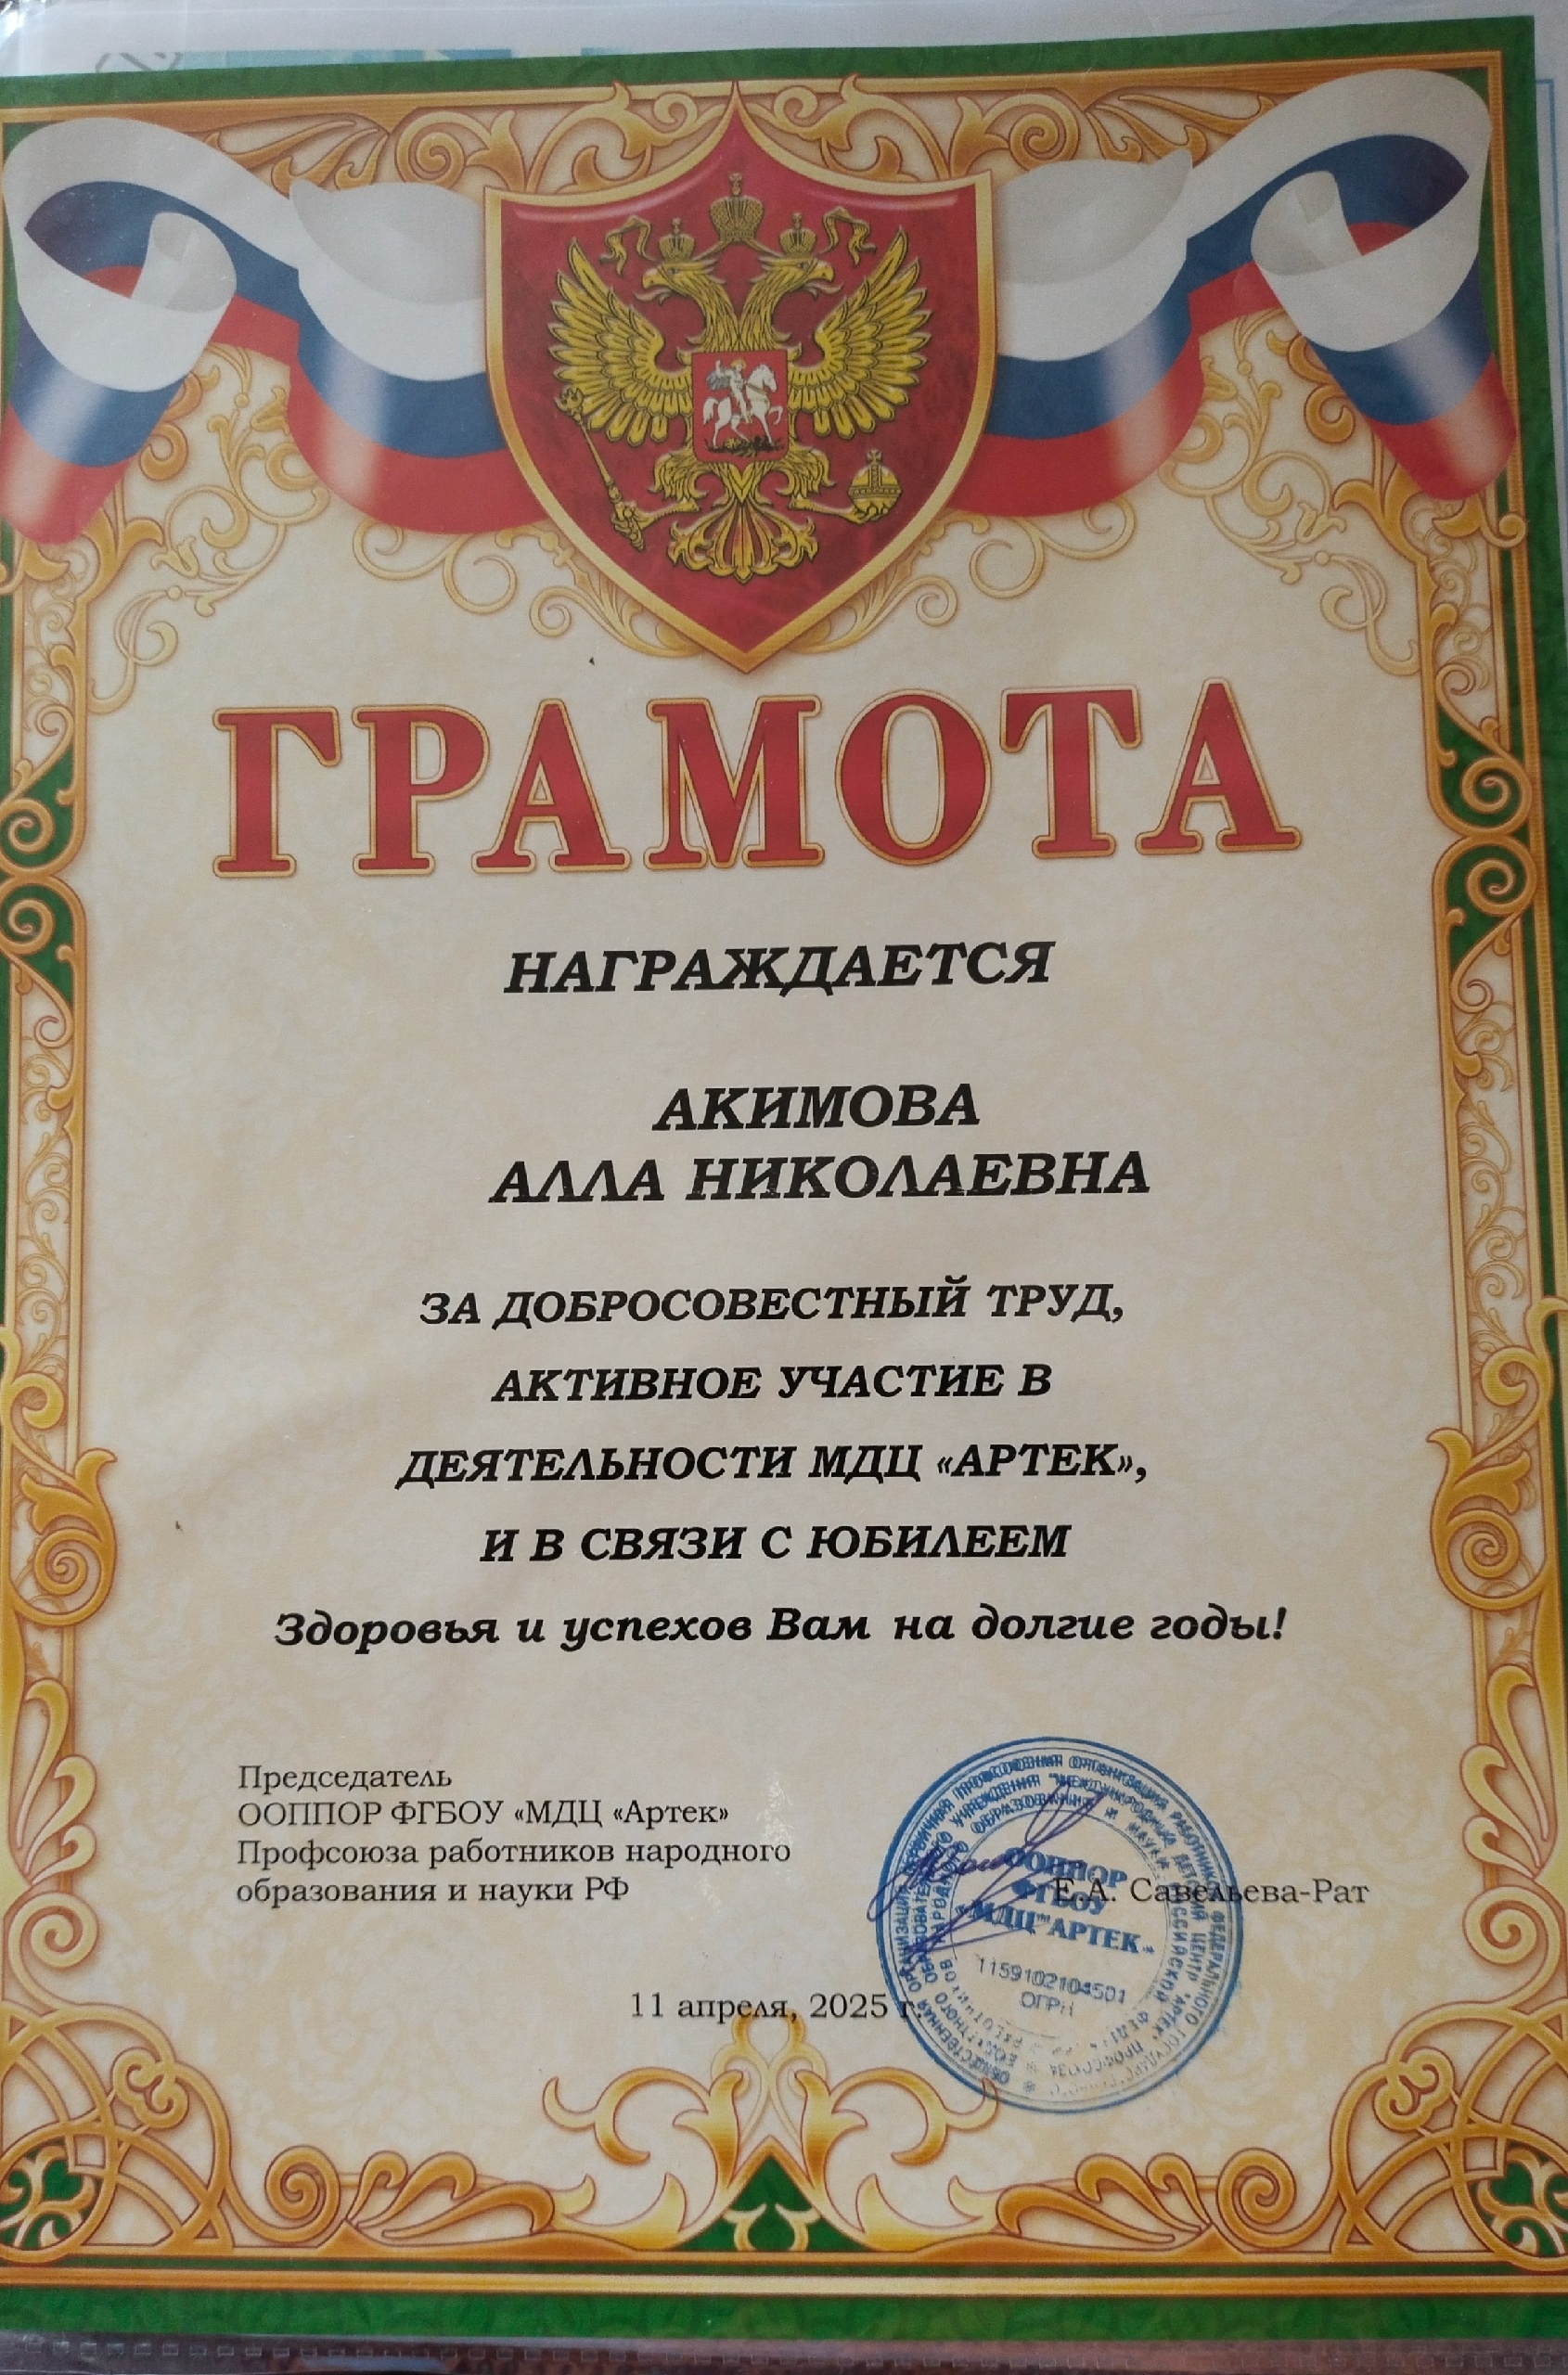 ГРАМОТА
НАГРАЖДАЕТСЯ
АКИМОВА
АЛЛА НИКОЛАЕВНА
ЗА ДОБРОСОВЕСТНЫЙ ТРУД,
АКТИВНОЕ УЧАСТИЕ В
ДЕЯТЕЛЬНОСТИ МДЦ «АРТЕК»,
И В СВЯЗИ С ЮБИЛЕЕМ
Здоровья и успехов Вам на долгие годы!
Председатель
ООППОР ФГБОУ «МДЦ «Артек»
Профсоюза работников народного
образования и науки РФ
Е.А. Савельева-Рат
ООППОР
ФГБОУ
"МДЦ "АРТЕК"
1159102104501
ОГРН
11 апреля, 2025 г.